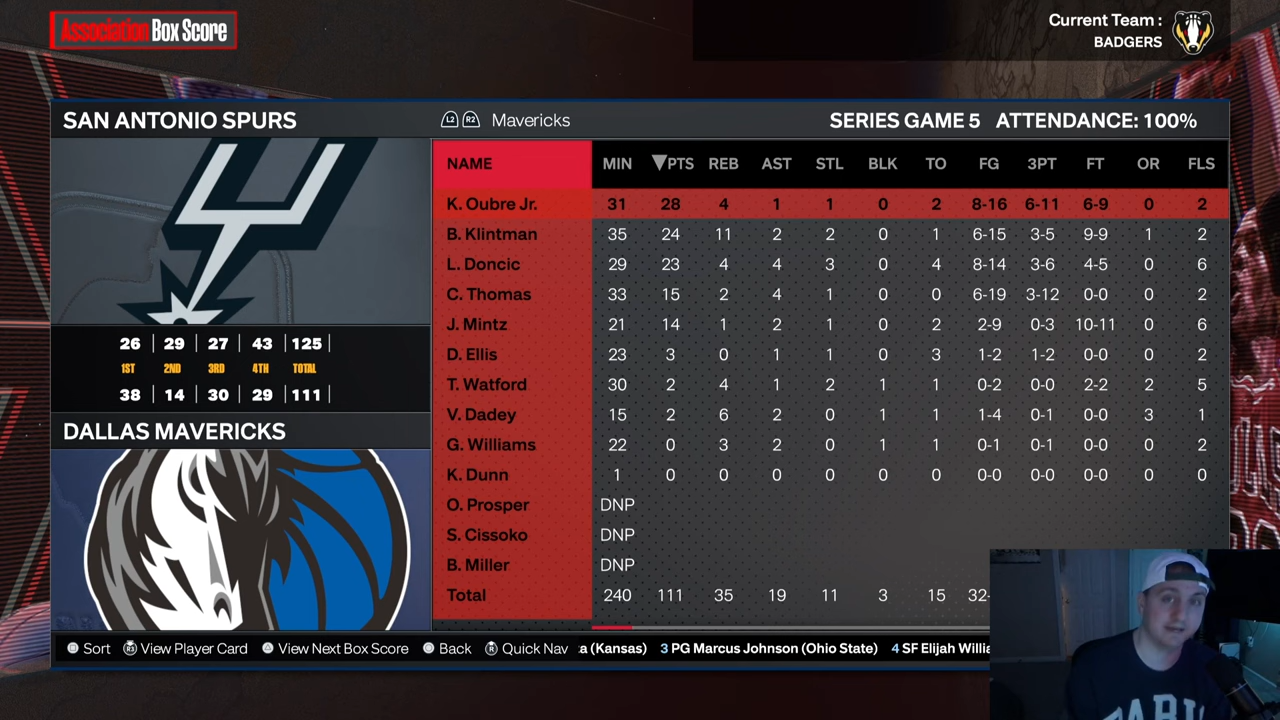 Association Box Score
Current Team :
BADGERS
SAN ANTONIO SPURS
L2 R2 Mavericks
SERIES GAME 5 ATTENDANCE: 100%
NAME MIN PTS REB AST STL BLK TO FG 3PT FT OR FLS
K. Oubre Jr. 31 28 4 1 1 0 2 8-16 6-11 6-9 0 2
B. Klintman 35 24 11 2 2 0 1 6-15 3-5 9-9 1 2
L. Doncic 29 23 4 4 3 0 4 8-14 3-6 4-5 0 6
C. Thomas 33 15 2 4 1 0 0 6-19 3-12 0-0 0 2
J. Mintz 21 14 1 2 1 0 2 2-9 0-3 10-11 0 6
D. Ellis 23 3 0 1 1 0 3 1-2 1-2 0-0 0 2
T. Watford 30 2 4 1 2 1 1 0-2 0-0 2-2 2 5
V. Dadey 15 2 6 2 0 1 1 1-4 0-1 0-0 3 1
G. Williams 22 0 3 2 0 1 1 0-1 0-1 0-0 0 2
K. Dunn 1 0 0 0 0 0 0 0-0 0-0 0-0 0 0
O. Prosper DNP
S. Cissoko DNP
B. Miller DNP
Total 240 111 35 19 11 3 15 32-
26 29 27 43 125
1ST 2ND 3RD 4TH TOTAL
38 14 30 29 111
DALLAS MAVERICKS
Sort R3 View Player Card View Next Box Score Back R Quick Nav :a (Kansas) 3 PG Marcus Johnson (Ohio State) 4 SF Elijah Willia
PARIS